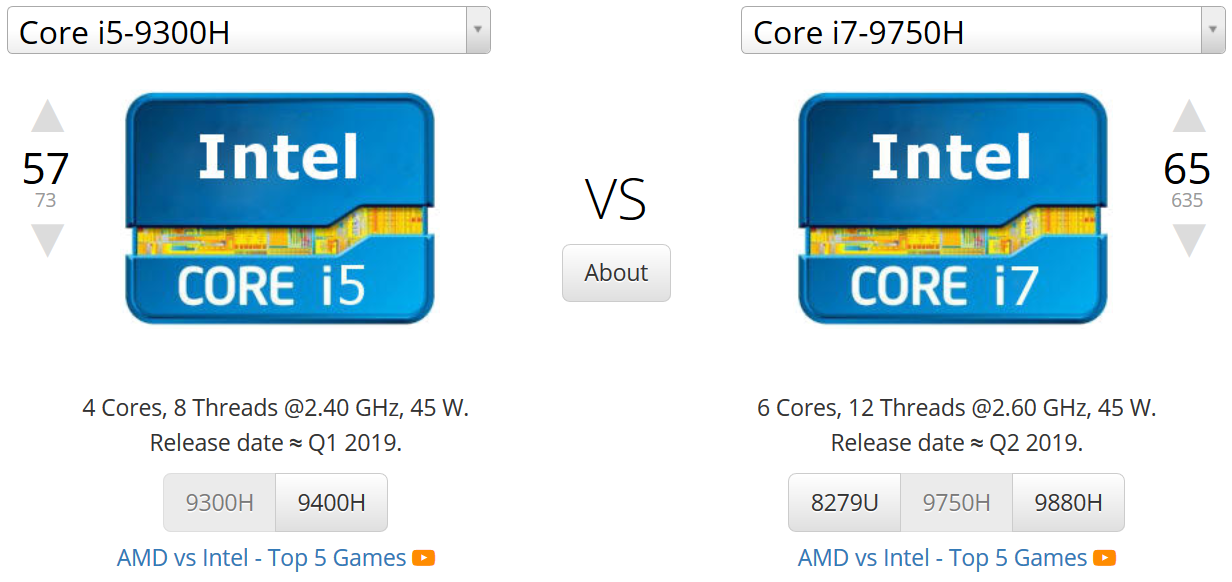 Core i5-9300H
Core i7-9750H
Intel
CORE i5
57
73
VS
About
Intel
CORE i7
65
635
4 Cores, 8 Threads @2.40 GHz, 45 W.
Release date ≈ Q1 2019.
9300H 9400H
AMD vs Intel - Top 5 Games
6 Cores, 12 Threads @2.60 GHz, 45 W.
Release date ≈ Q2 2019.
8279U 9750H 9880H
AMD vs Intel - Top 5 Games